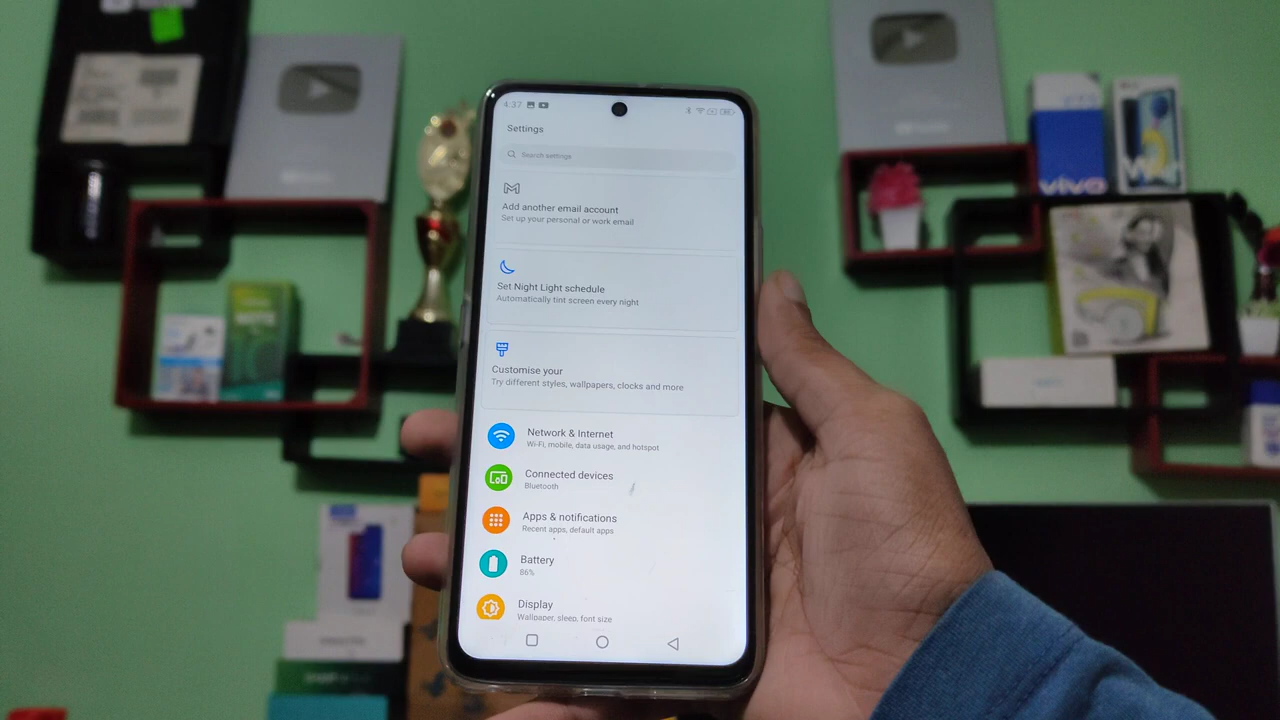 4:37
Settings
Search settings
Add another email account
Set up your personal or work email
Set Night Light schedule
Automatically tint screen every night
Customise your
Try different styles, wallpapers, clocks and more
Network & Internet
Wi-Fi, mobile, data usage, and hotspot
Connected devices
Bluetooth
Apps & notifications
Recent apps, default apps
Battery
86%
Display
Wallpaper, sleep, font size
vivo